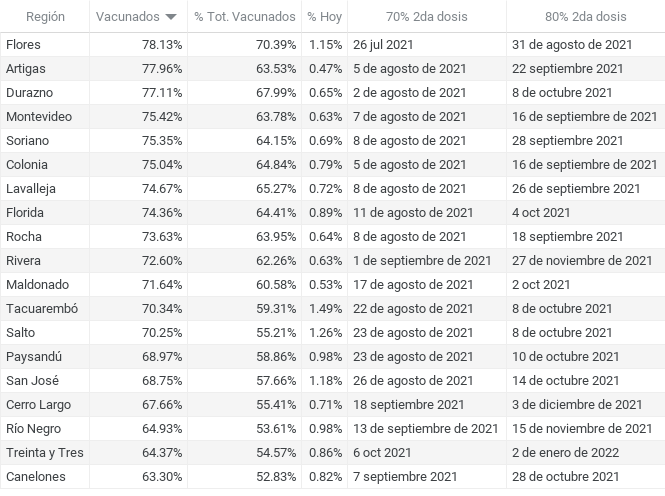 Región Vacunados % Tot. Vacunados % Hoy 70% 2da dosis 80% 2da dosis
Flores 78.13% 70.39% 1.15% 26 jul 2021 31 de agosto de 2021
Artigas 77.96% 63.53% 0.47% 5 de agosto de 2021 22 septiembre 2021
Durazno 77.11% 67.99% 0.65% 2 de agosto de 2021 8 de octubre 2021
Montevideo 75.42% 63.78% 0.63% 7 de agosto de 2021 16 de septiembre de 2021
Soriano 75.35% 64.15% 0.69% 8 de agosto de 2021 28 septiembre 2021
Colonia 75.04% 64.84% 0.79% 5 de agosto de 2021 16 de septiembre de 2021
Lavalleja 74.67% 65.27% 0.72% 8 de agosto de 2021 26 de septiembre 2021
Florida 74.36% 64.41% 0.89% 11 de agosto de 2021 4 oct 2021
Rocha 73.63% 63.95% 0.64% 8 de agosto de 2021 18 septiembre 2021
Rivera 72.60% 62.26% 0.63% 1 de septiembre de 2021 27 de noviembre de 2021
Maldonado 71.64% 60.58% 0.53% 17 de agosto de 2021 2 oct 2021
Tacuarembó 70.34% 59.31% 1.49% 22 de agosto de 2021 8 de octubre 2021
Salto 70.25% 55.21% 1.26% 23 de agosto de 2021 8 de octubre 2021
Paysandú 68.97% 58.86% 0.98% 23 de agosto de 2021 10 de octubre 2021
San José 68.75% 57.66% 1.18% 26 de agosto de 2021 14 de octubre 2021
Cerro Largo 67.66% 55.41% 0.71% 18 septiembre 2021 3 de diciembre de 2021
Río Negro 64.93% 53.61% 0.98% 13 de septiembre de 2021 15 de noviembre de 2021
Treinta y Tres 64.37% 54.57% 0.86% 6 oct 2021 2 de enero de 2022
Canelones 63.30% 52.83% 0.82% 7 septiembre 2021 28 de octubre 2021